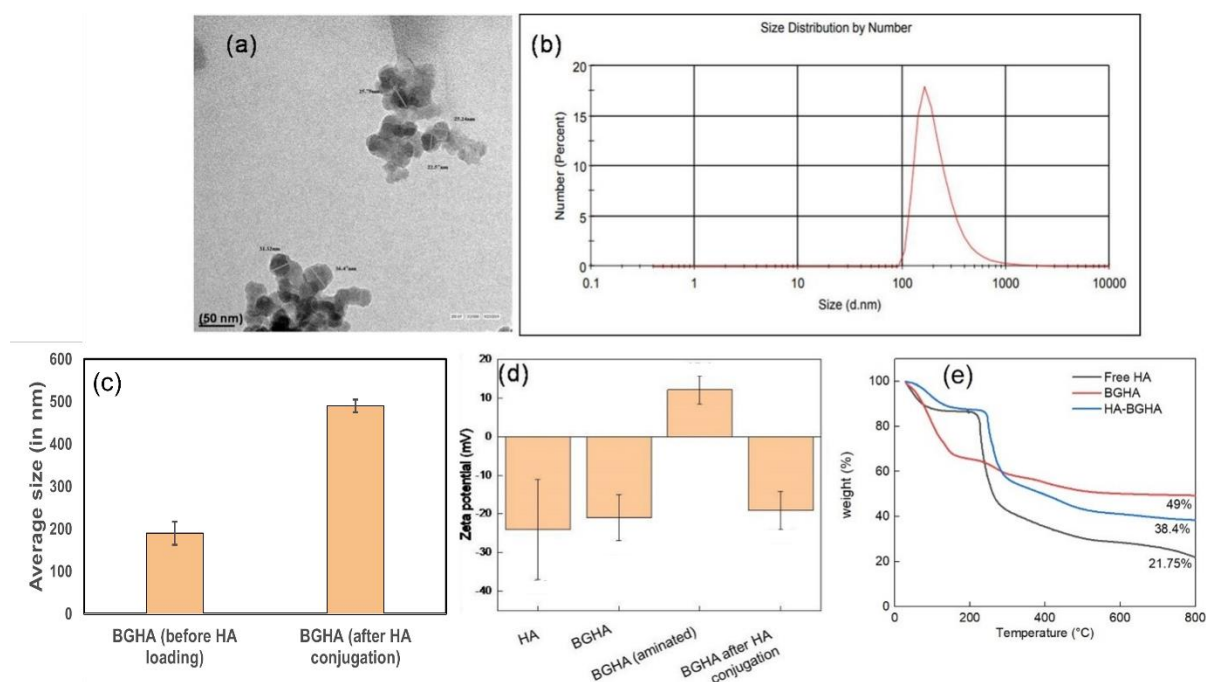 (a)
25.24nm
(50 nm)
(b)
Size Distribution by Number
Number (Percent)
20
15
10
5
0
0.1
1
10
100
1000
10000
Size (d.nm)
(c)
Average size (in nm)
600
500
400
300
200
100
0
BGHA (before HA
loading)
BGHA (after HA
conjugation)
(d)
Zeta potential (mV)
20
10
0
-10
-20
-30
-40
HA
BGHA
BGHA (aminated)
BGHA after HA
conjugation
(e)
Free HA
BGHA
HA-BGHA
weight (%)
100
80
60
40
20
0
49%
38.4%
21.75%
0
200
400
600
800
Temperature (°C)